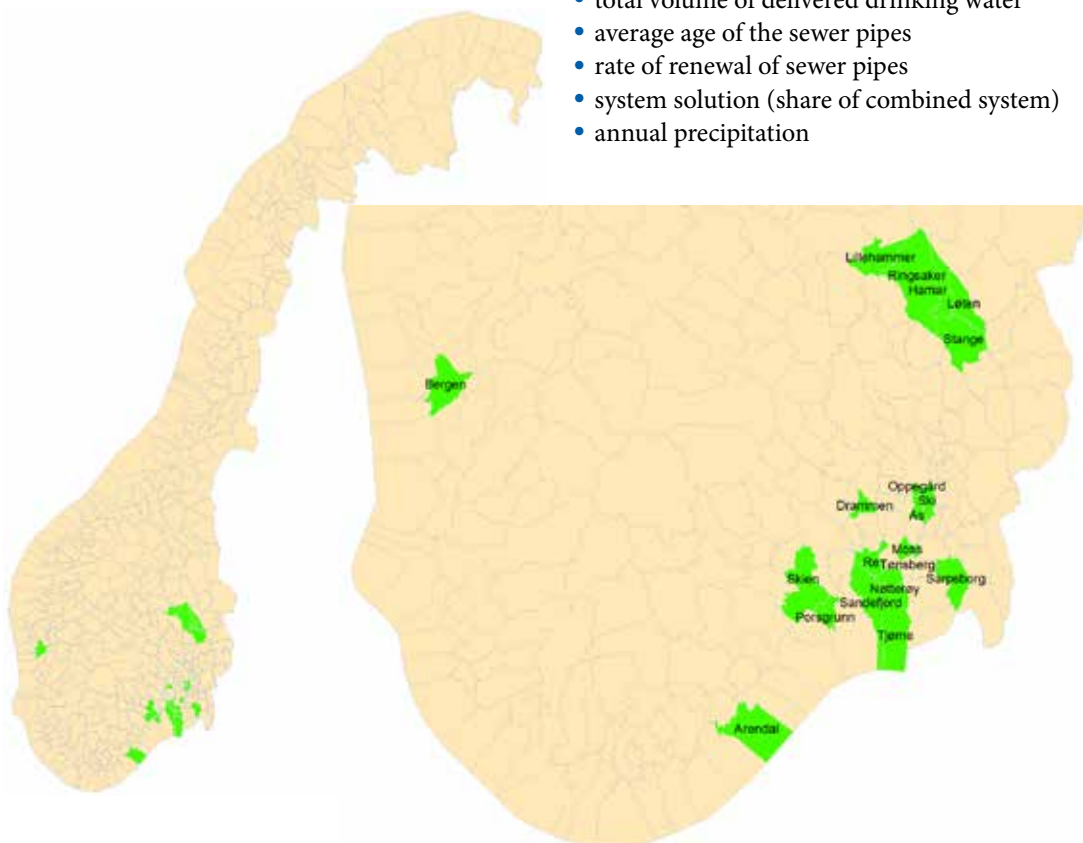 • total volume of delivered drinking water
• average age of the sewer pipes
• rate of renewal of sewer pipes
• system solution (share of combined system)
• annual precipitation
Lillehammer
Ringsaker
Hamar
Løten
Stange
Bergen
Oppegård
Ski
Drammen
Ås
Moss
Re
Tønsberg
Skien
Sarpsborg
Nøtterøy
Sandefjord
Porsgrunn
Tjøme
Arendal